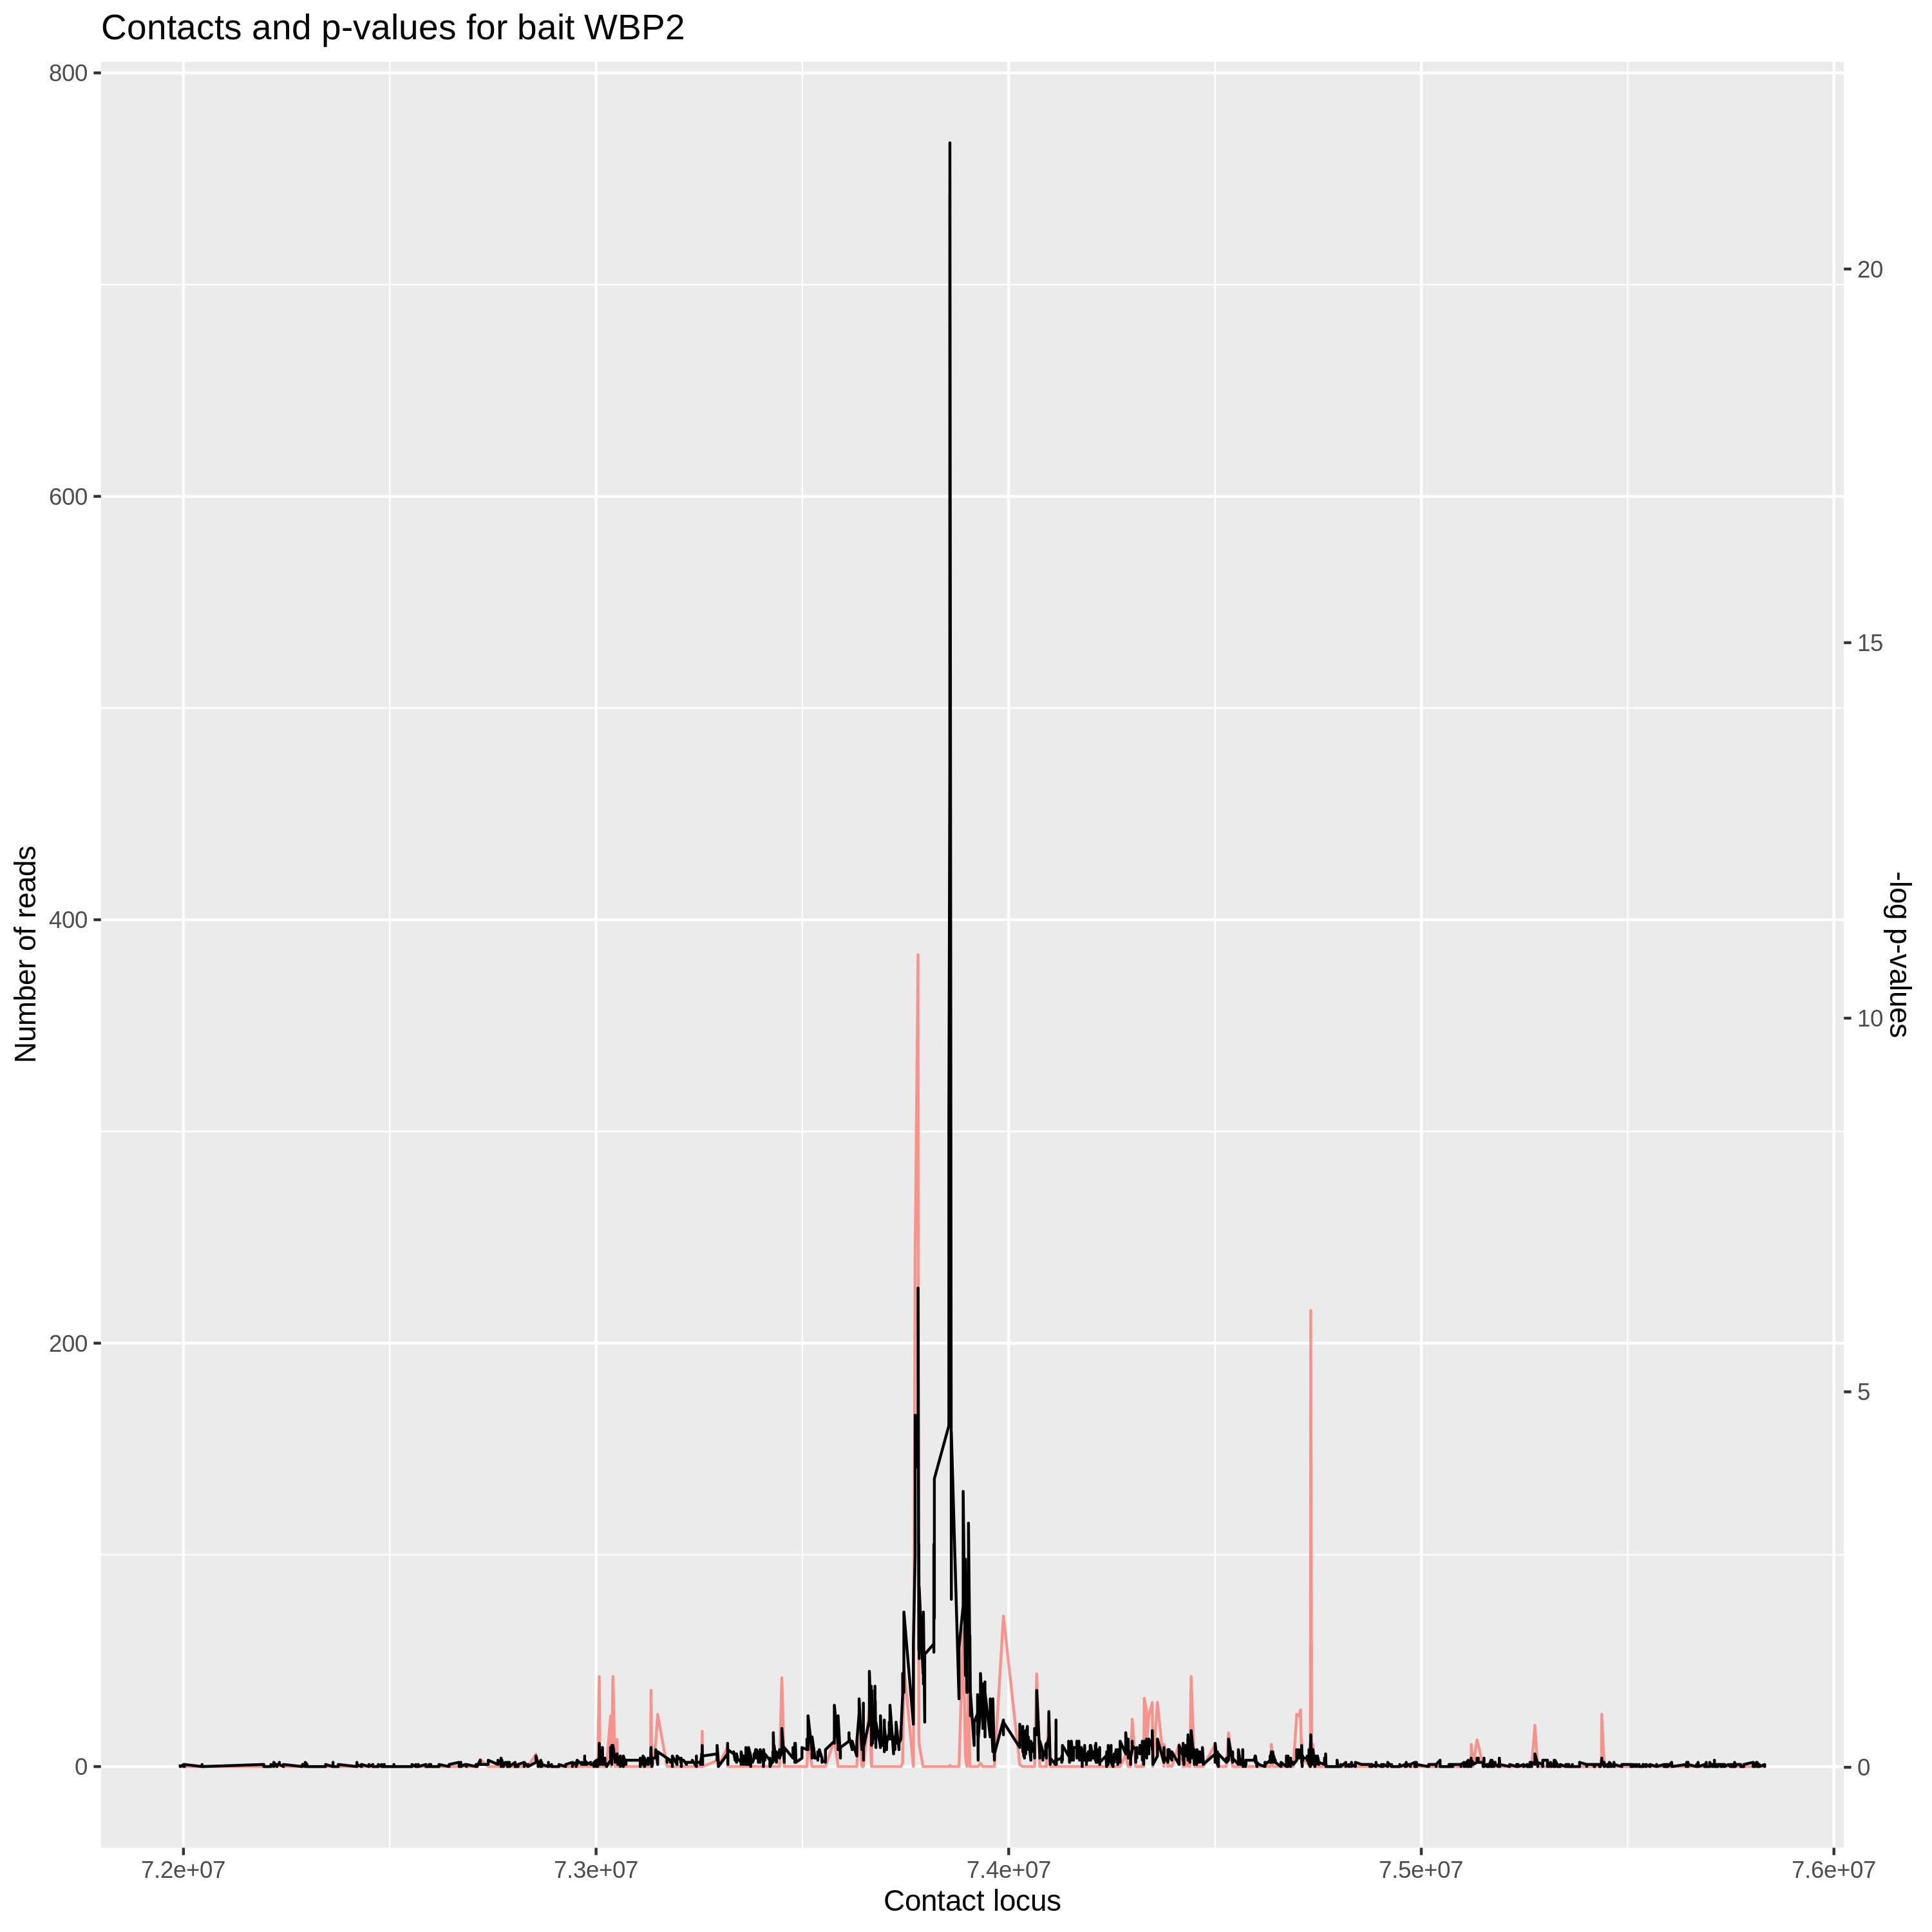 Contacts and p-values for bait WBP2
800
600
400
200
0
Number of reads
20
15
10
5
0
-log p-values
7.2e+07
7.3e+07
7.4e+07
7.5e+07
7.6e+07
Contact locus